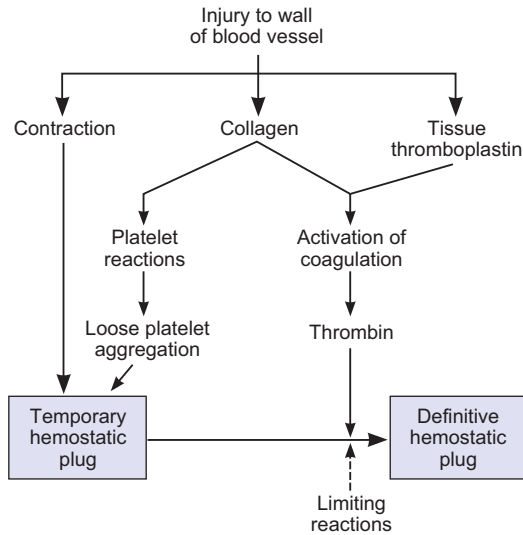 Injury to wall
of blood vessel
Contraction
Collagen
Tissue
thromboplastin
Platelet
reactions
Activation of
coagulation
Loose platelet
aggregation
Thrombin
Temporary
hemostatic
plug
Definitive
hemostatic
plug
Limiting
reactions